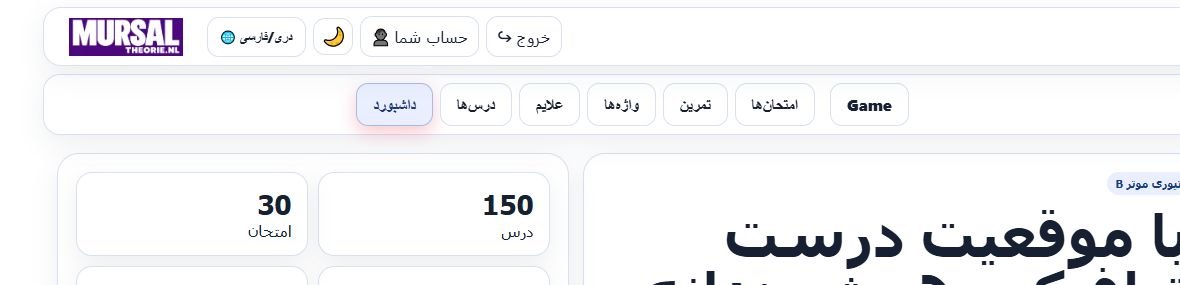 MURSAL
THEORIE.NL
دری/فارسی
حساب شما
خروج
داشبورد
درس‌ها
علایم
واژه‌ها
تمرین
امتحان‌ها
Game
تیوری موتر B
150
درس
30
امتحان
با موقعیت درست